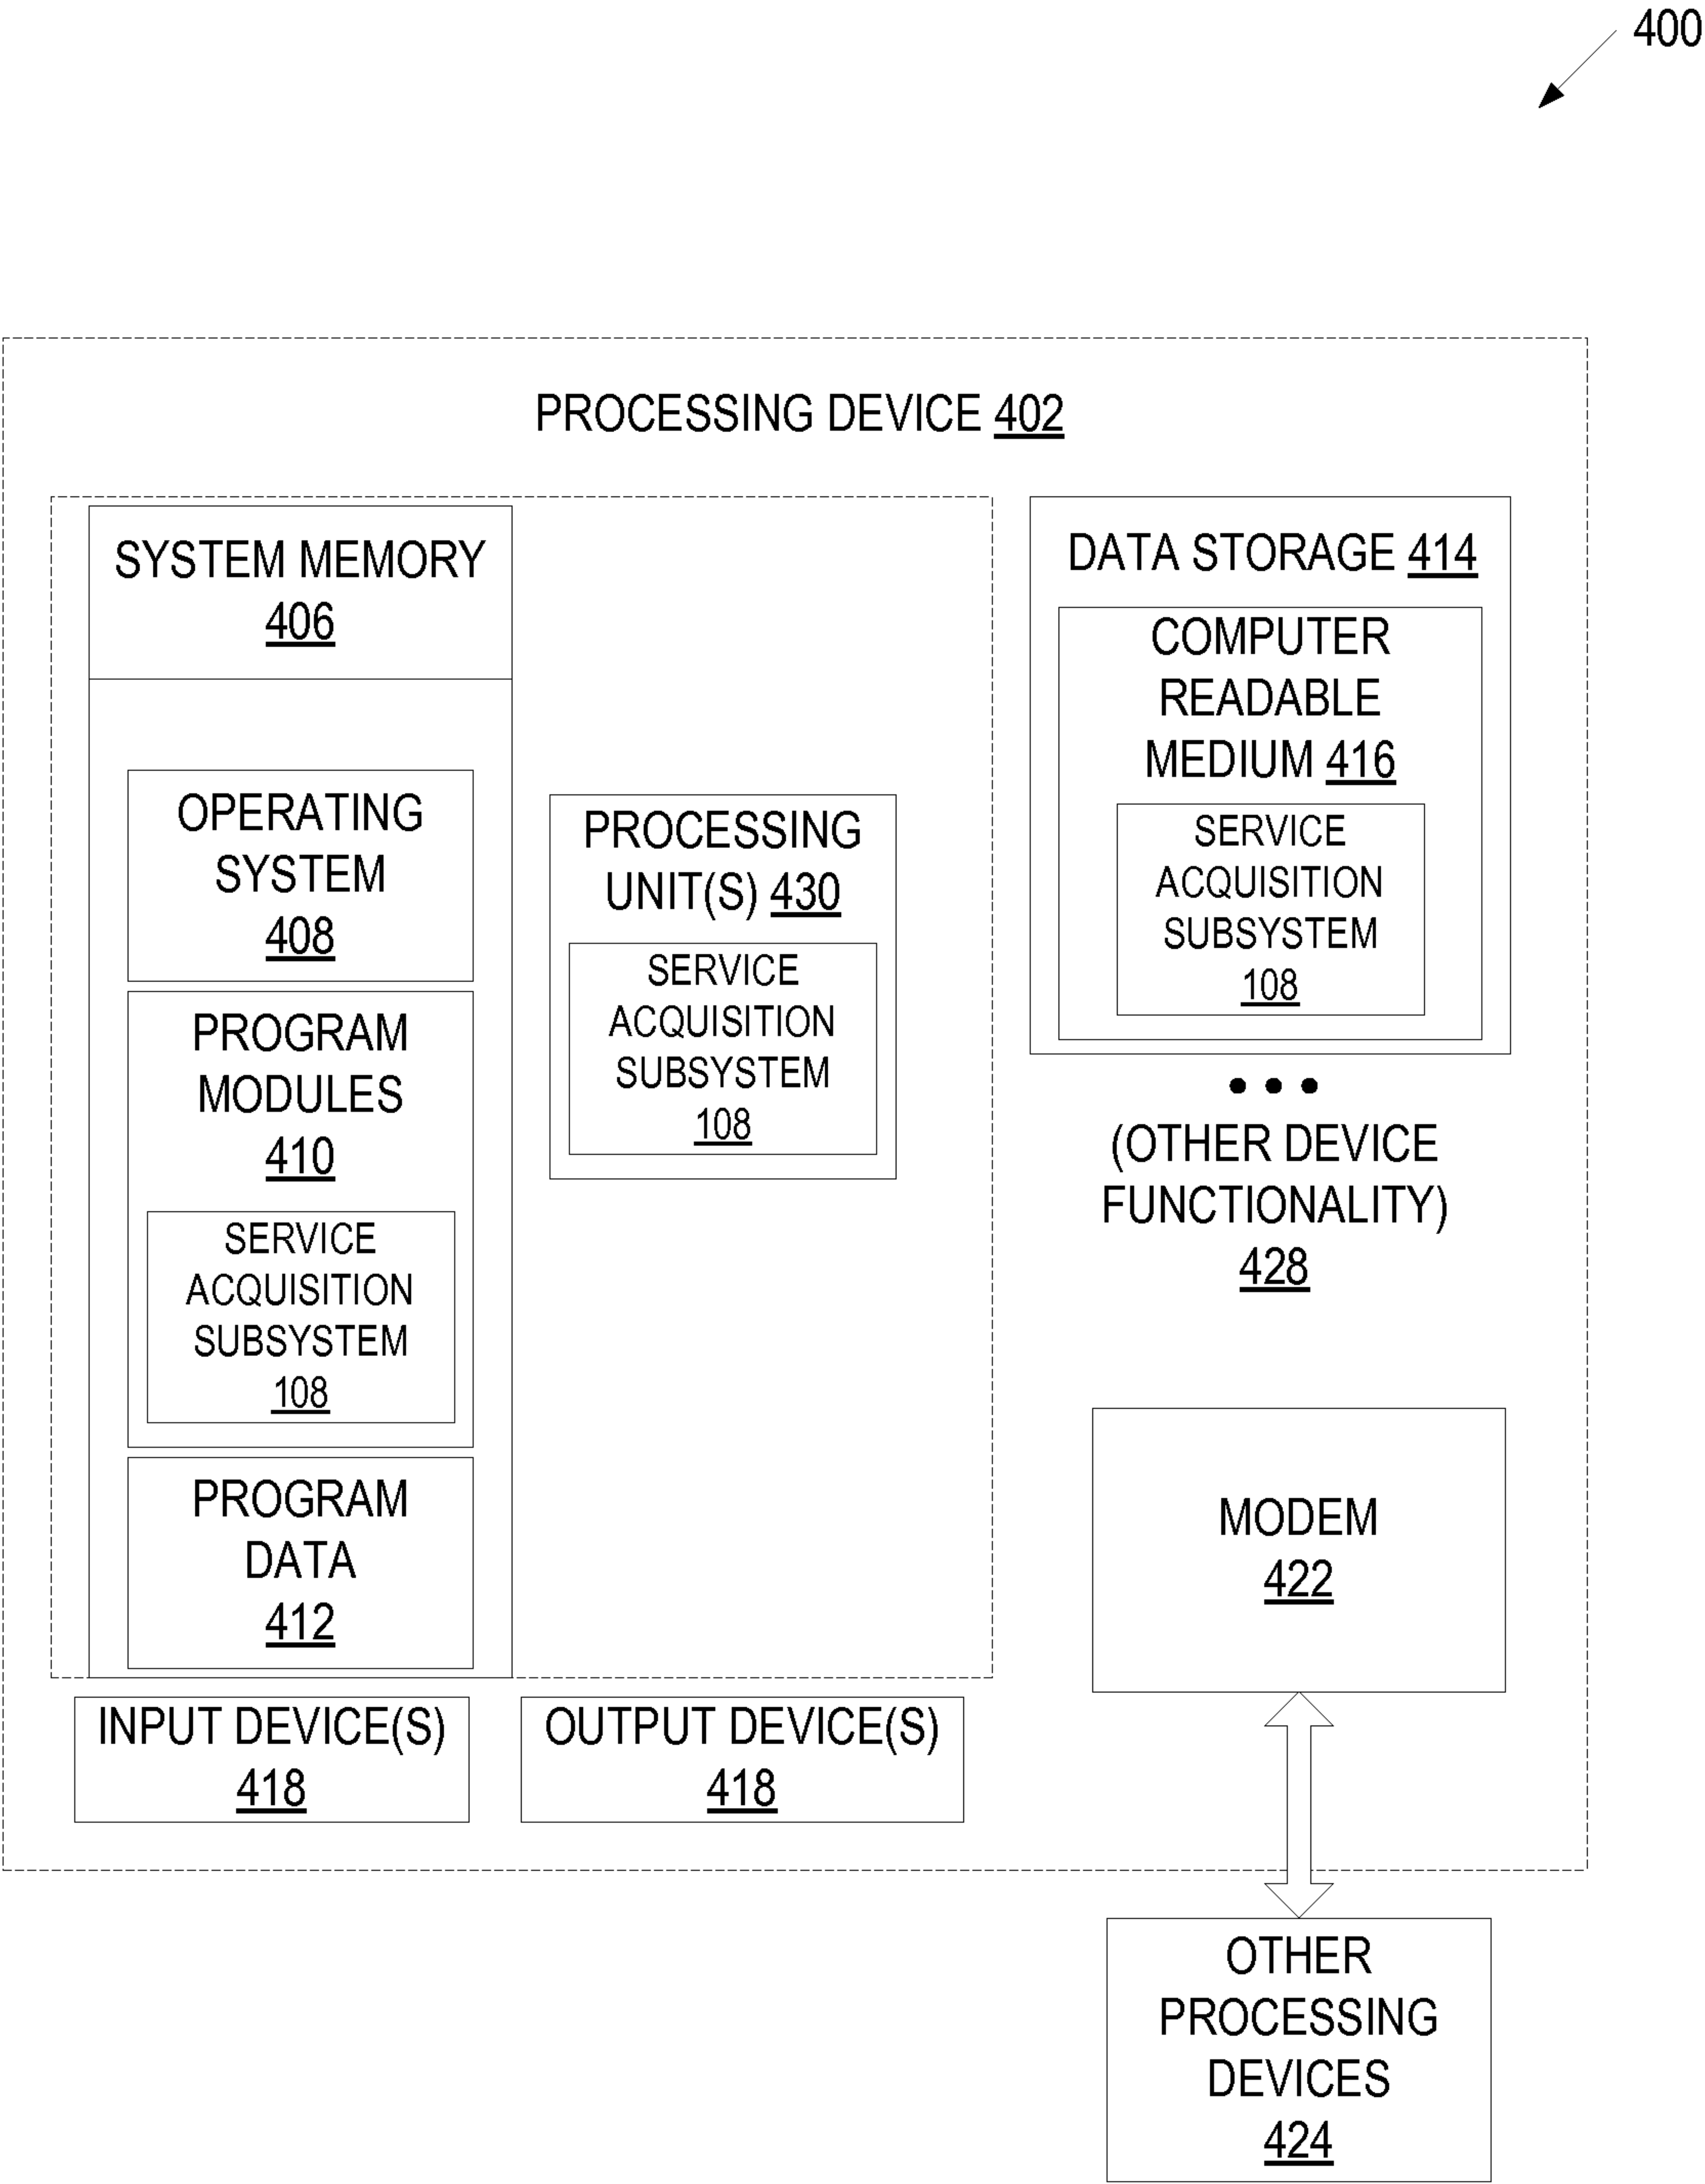 400
PROCESSING DEVICE 402
SYSTEM MEMORY
406
OPERATING
SYSTEM
408
PROGRAM
MODULES
410
SERVICE
ACQUISITION
SUBSYSTEM
108
PROGRAM
DATA
412
PROCESSING
UNIT(S) 430
SERVICE
ACQUISITION
SUBSYSTEM
108
DATA STORAGE 414
COMPUTER
READABLE
MEDIUM 416
SERVICE
ACQUISITION
SUBSYSTEM
108
(OTHER DEVICE
FUNCTIONALITY)
428
MODEM
422
INPUT DEVICE(S)
418
OUTPUT DEVICE(S)
418
OTHER
PROCESSING
DEVICES
424